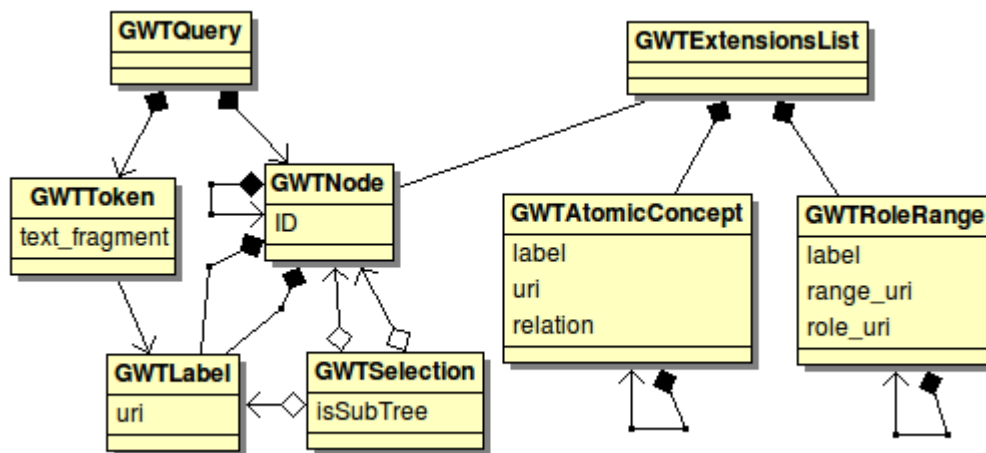 GWTQuery
GWTExtensionsList
GWTToken
text_fragment
GWTNode
ID
GWTAtomicConcept
label
uri
relation
GWTRoleRange
label
range_uri
role_uri
GWTLabel
uri
GWTSelection
isSubTree